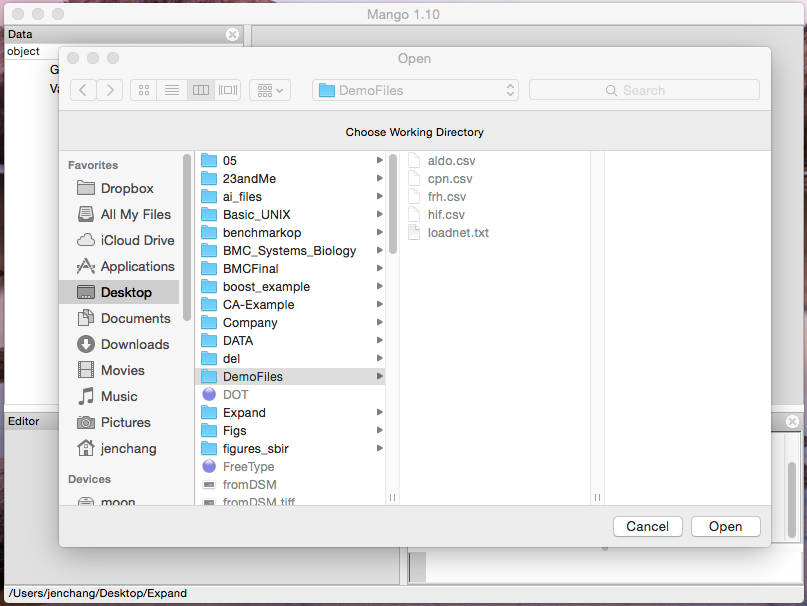 Mango 1.10
Data
object
G
Va
Open
DemoFiles
Search
Choose Working Directory
Favorites
Dropbox
All My Files
iCloud Drive
Applications
Desktop
Documents
Downloads
Movies
Music
Pictures
jenchang
Devices
moon
05
23andMe
ai_files
Basic_UNIX
benchmarkop
BMC_Systems_Biology
BMCFinal
boost_example
CA-Example
Company
DATA
del
DemoFiles
DOT
Expand
Figs
figures_sbir
FreeType
fromDSM
fromDSM.tiff
aldo.csv
cpn.csv
frh.csv
hif.csv
loadnet.txt
Cancel
Open
Editor
/Users/jenchang/Desktop/Expand